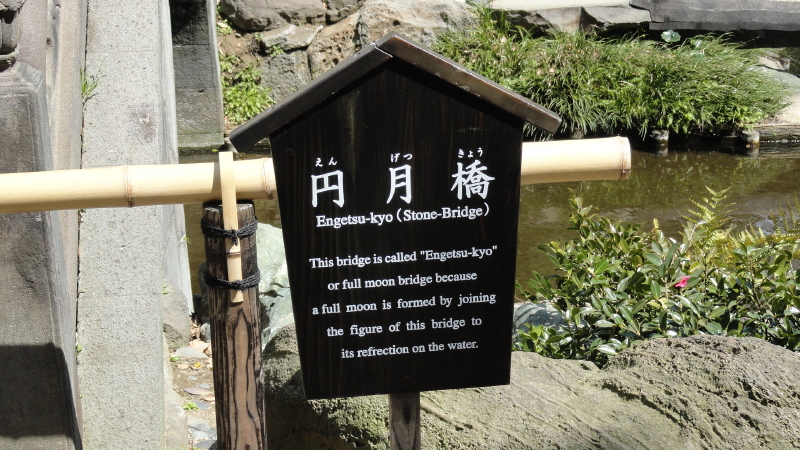 えん げつ きょう
円月橋
Engetsu-kyo (Stone-Bridge)
This bridge is called "Engetsu-kyo"
or full moon bridge because
a full moon is formed by joining
the figure of this bridge to
its refrection on the water.